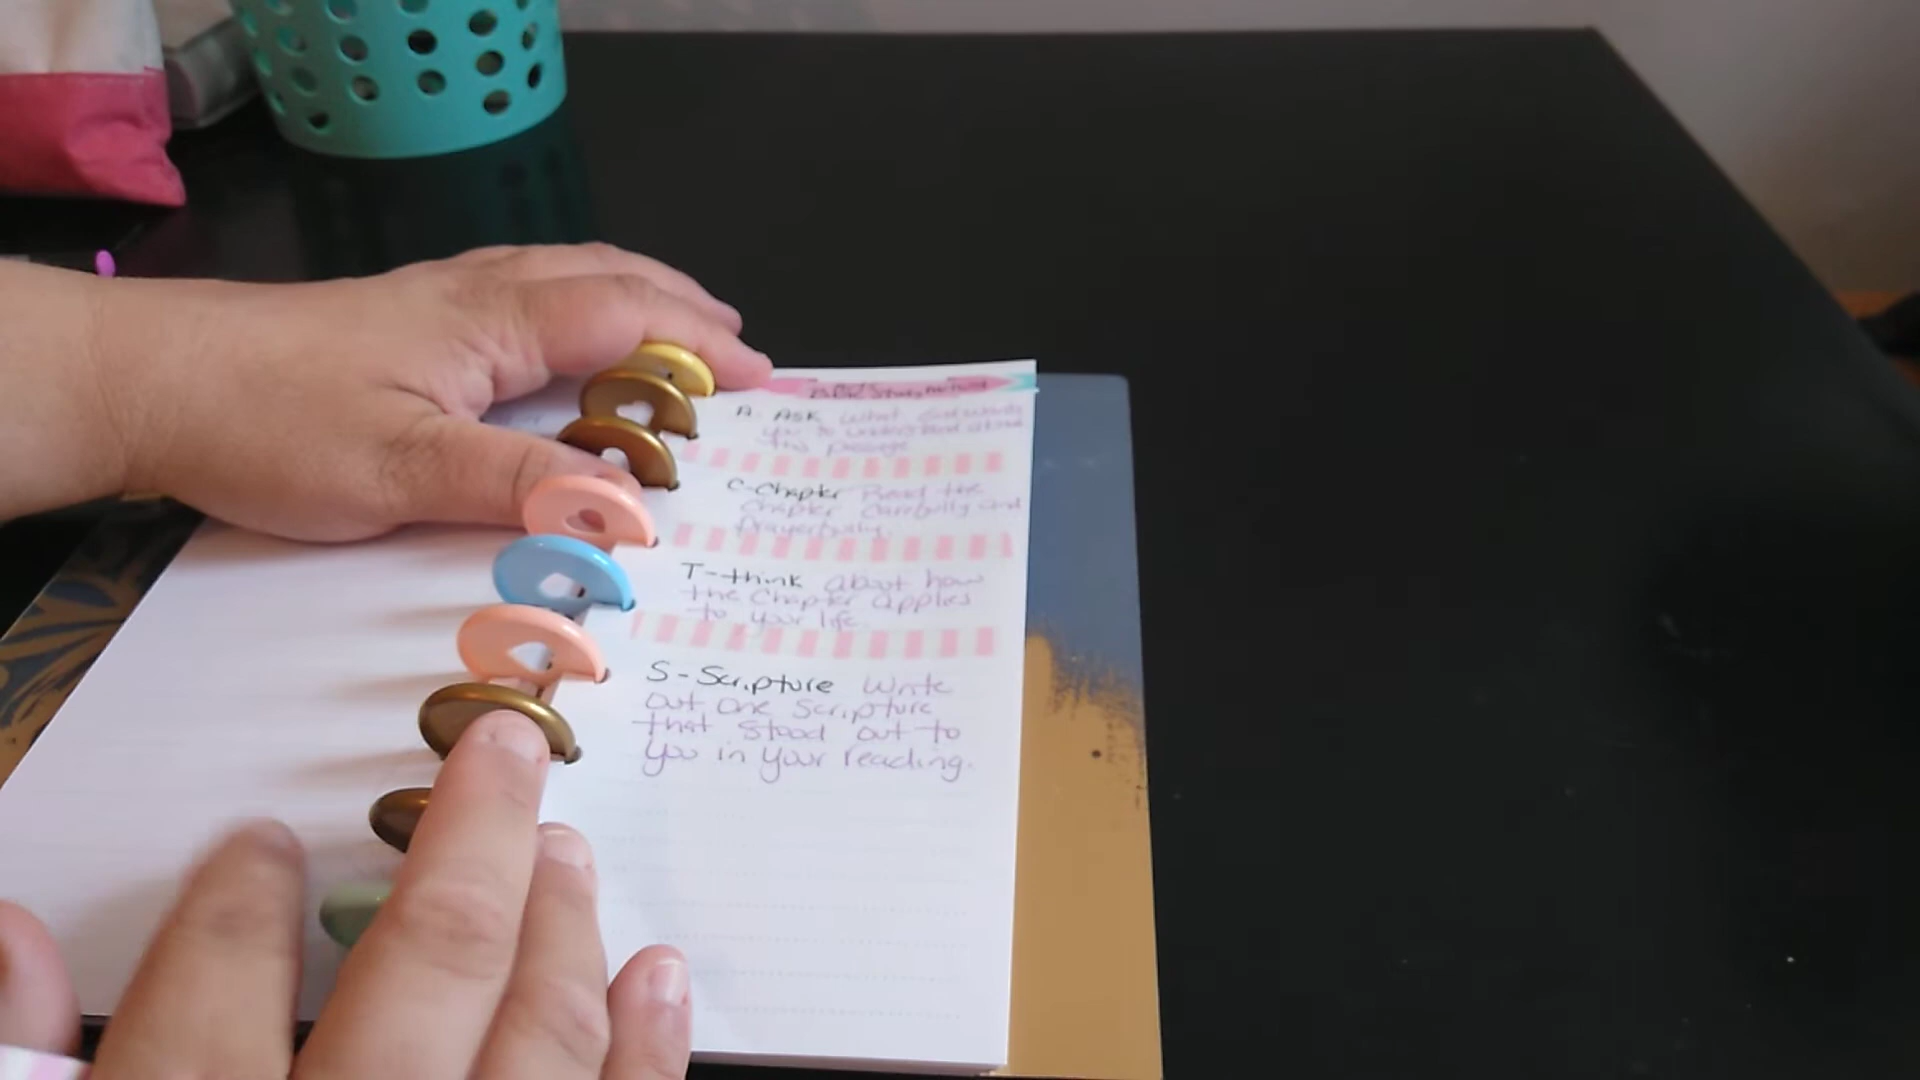 Study Method
A- Ask What God wants
you to understand about
this passage
C-Chapter Read the
Chapter Carefully and
Prayerfully.
T-think about how
the Chapter applies
to your life.
S-Scripture Write
out one Scripture
that stood out to
you in your reading.